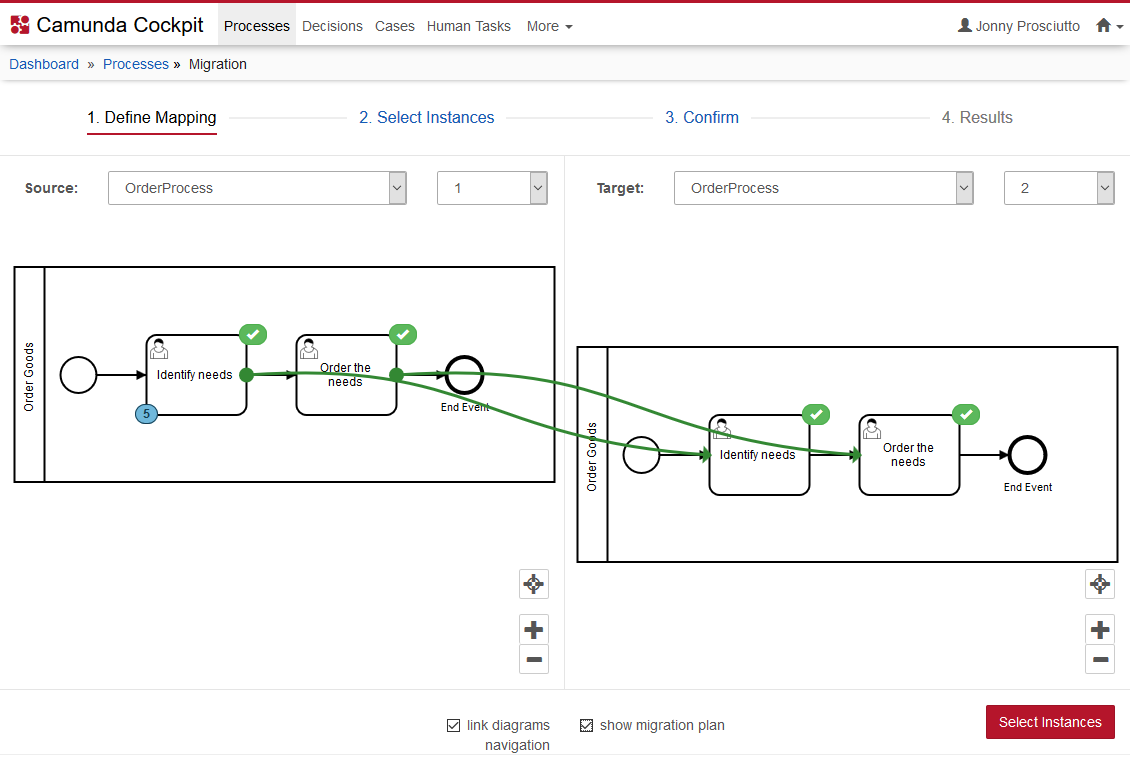 Camunda Cockpit Processes Decisions Cases Human Tasks More Jonny Prosciutto
Dashboard » Processes » Migration
1. Define Mapping 2. Select Instances 3. Confirm 4. Results
Source: OrderProcess 1 Target: OrderProcess 2
Order Goods
Identify needs
Order the
needs
End Event
5
Order Goods
Identify needs
Order the
needs
End Event
link diagrams
navigation
show migration plan
Select Instances